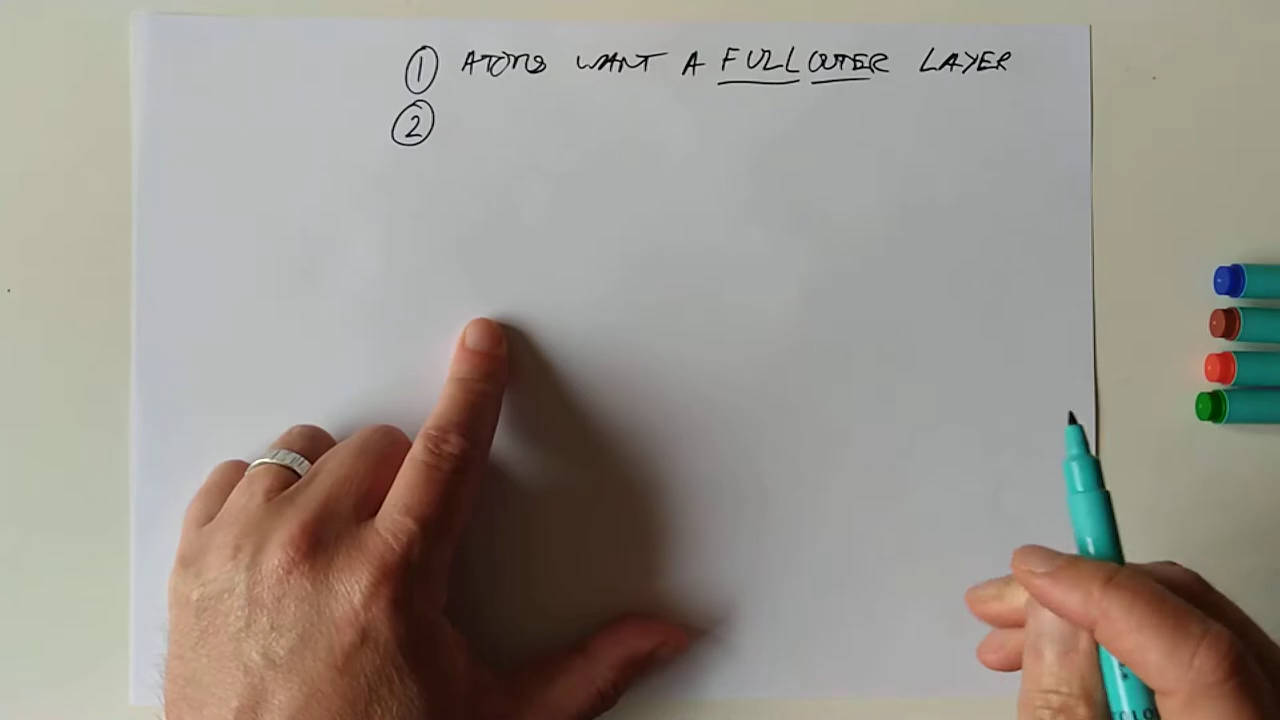 ① ATOMS WANT A FULL OUTER LAYER
②